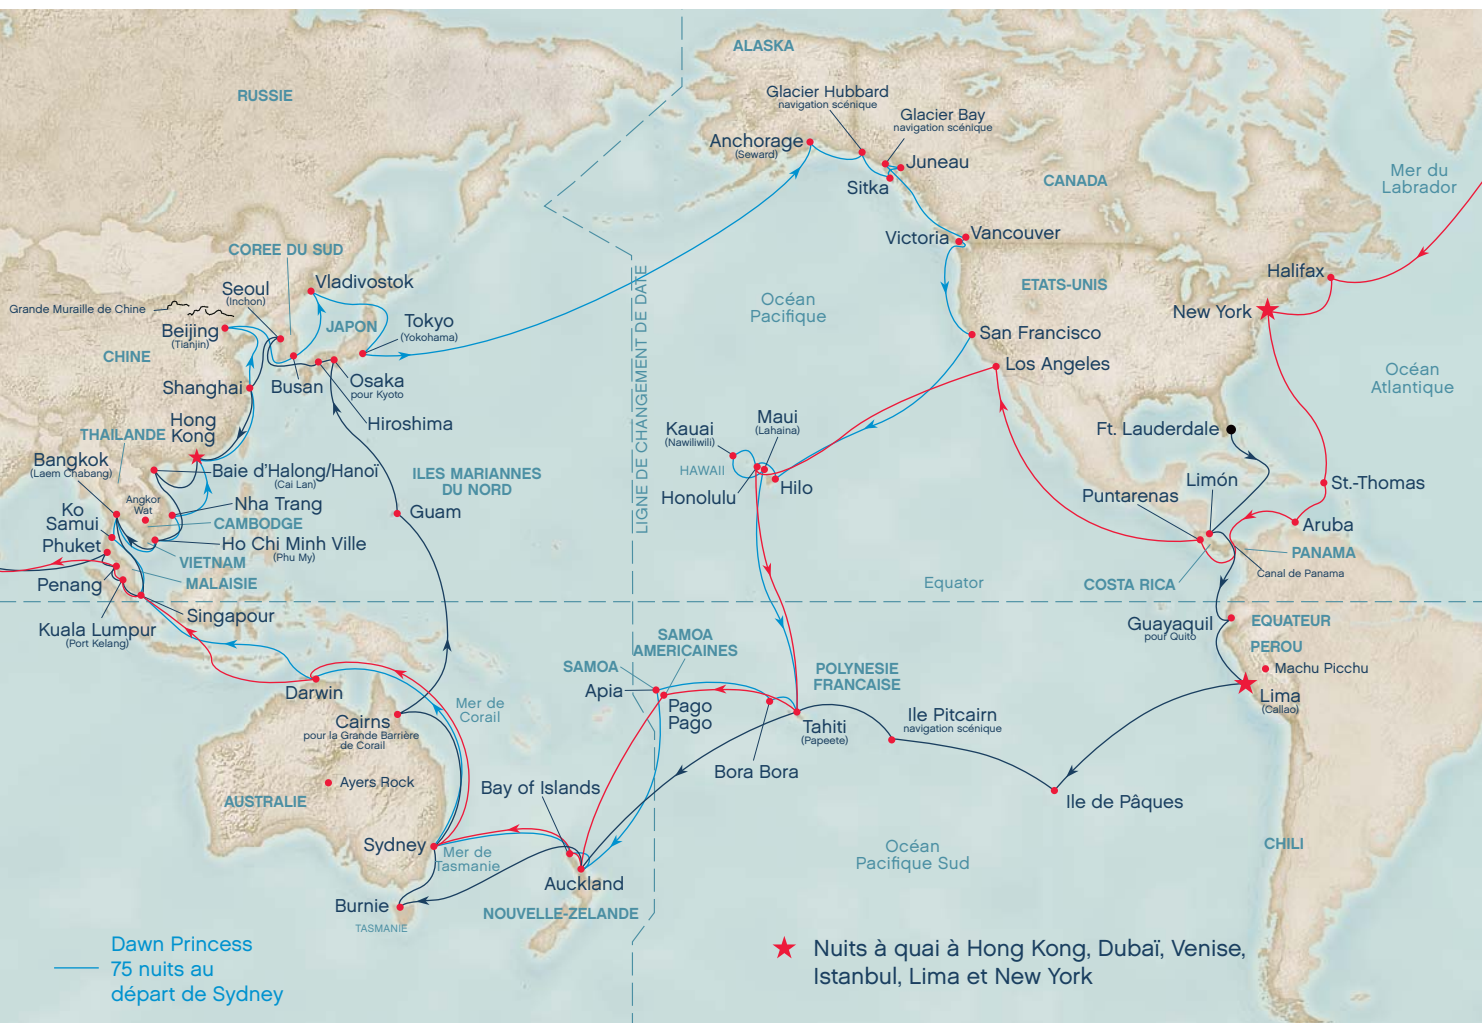 ALASKA
RUSSIE
Glacier Hubbard
navigation scénique
Glacier Bay
navigation scénique
Anchorage
(Seward)
Juneau
Sitka
CANADA
Mer du
Labrador
Victoria
Vancouver
COREE DU SUD
Vladivostok
Seoul
(Inchon)
Grande Muraille de Chine
Beijing
(Tianjin)
JAPON
Tokyo
(Yokohama)
CHINE
Shanghai
Busan
Osaka
pour Kyoto
Hiroshima
Hong
Kong
THAILANDE
Bangkok
(Laem Chabang)
Baie d'Halong/Hanoï
(Cai Lan)
Angkor
Wat
Nha Trang
Ko
Samui
CAMBODGE
Phuket
Ho Chi Minh Ville
(Phu My)
VIETNAM
MALAISIE
Penang
Singapour
Kuala Lumpur
(Port Kelang)
ILES MARIANNES
DU NORD
Guam
LIGNE DE CHANGEMENT DE DATE
Océan
Pacifique
ETATS-UNIS
Halifax
New York
San Francisco
Los Angeles
Océan
Atlantique
Kauai
(Nawiliwili)
Maui
(Lahaina)
HAWAII
Honolulu
Hilo
Ft. Lauderdale
Puntarenas
Limón
St.-Thomas
Aruba
PANAMA
Canal de Panama
COSTA RICA
Equator
Guayaquil
pour Quito
EQUATEUR
PEROU
Machu Picchu
Lima
(Callao)
SAMOA
AMERICAINES
SAMOA
Apia
Pago
Pago
POLYNESIE
FRANCAISE
Tahiti
(Papeete)
Bora Bora
Ile Pitcairn
navigation scénique
Ile de Pâques
Darwin
Mer de
Corail
Cairns
pour la Grande Barrière
de Corail
Ayers Rock
AUSTRALIE
Bay of Islands
Sydney
Mer de
Tasmanie
Auckland
Burnie
TASMANIE
NOUVELLE-ZELANDE
Océan
Pacifique Sud
CHILI
Dawn Princess
75 nuits au
départ de Sydney
Nuits à quai à Hong Kong, Dubaï, Venise,
Istanbul, Lima et New York